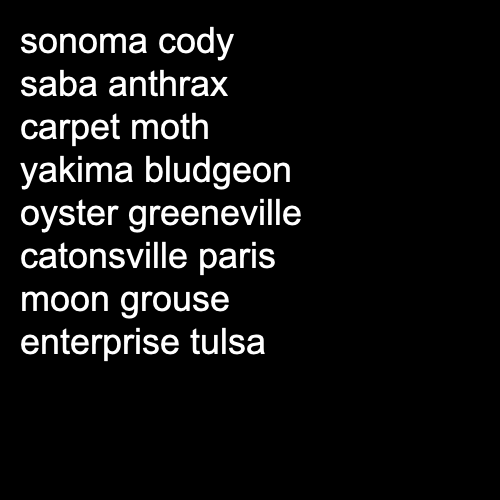 sonoma cody
saba anthrax
carpet moth
yakima bludgeon
oyster greeneville
catonsville paris
moon grouse
enterprise tulsa